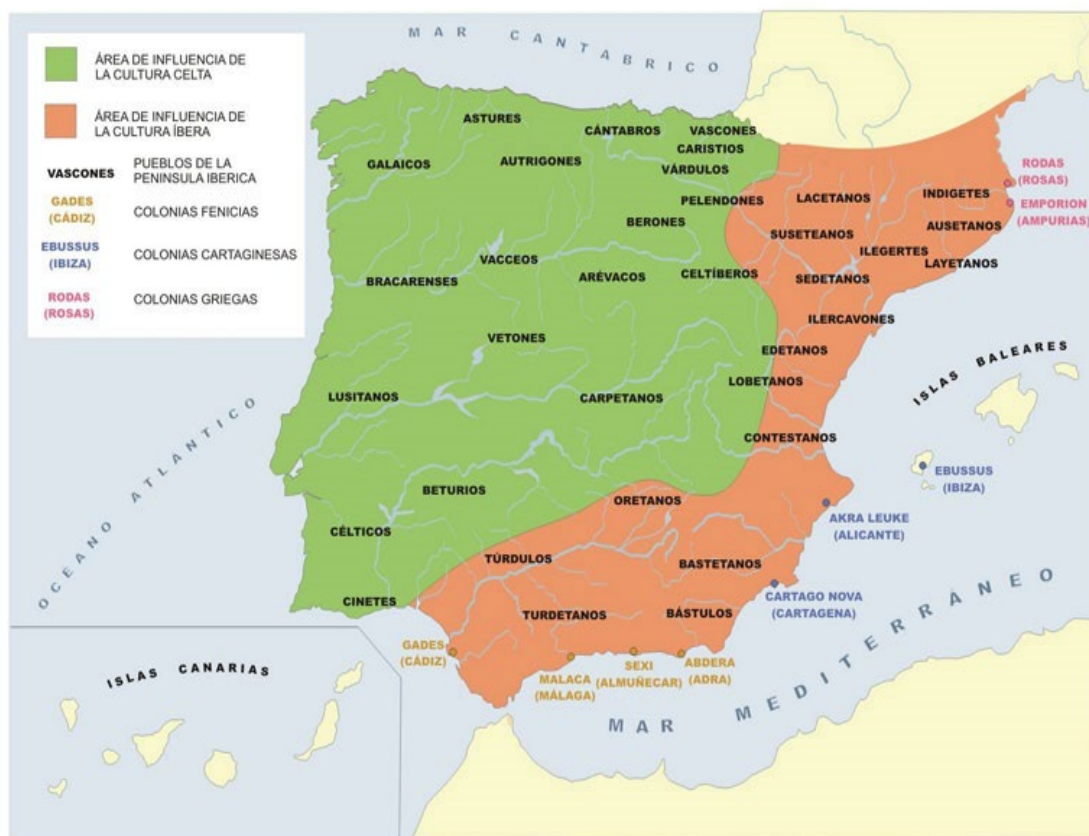 MAR CANTABRICO
ÁREA DE INFLUENCIA DE
LA CULTURA CELTA
ÁREA DE INFLUENCIA DE
LA CULTURA ÍBERA
VASCONES
PUEBLOS DE LA
PENINSULA IBERICA
GADES
(CÁDIZ)
COLONIAS FENICIAS
EBUSSUS
(IBIZA)
COLONIAS CARTAGINESAS
RODAS
(ROSAS)
COLONIAS GRIEGAS
ASTURES
CÁNTABROS
VASCONES
CARISTIOS
GALAICOS
AUTRIGONES
VÁRDULOS
RODAS
(ROSAS)
PELENDONES
LACETANOS
INDIGETES
EMPORION
(AMPURIAS)
BERONES
SUSETEANOS
AUSETANOS
ILEGERTES
LAYETANOS
VACCEOS
BRACARENSES
ARÉVACOS
CELTÍBEROS
SEDETANOS
ILERCAVONES
VETONES
EDETANOS
LOBETANOS
LUSITANOS
CARPETANOS
ISLAS BALEARES
CONTESTANOS
OCEANO ATLANTICO
EBUSSUS
(IBIZA)
BETURIOS
ORETANOS
AKRA LEUKE
(ALICANTE)
CÉLTICOS
TÚRDULOS
BASTETANOS
CINETES
TURDETANOS
BÁSTULOS
CARTAGO NOVA
(CARTAGENA)
GADES
(CÁDIZ)
MALACA
(MÁLAGA)
SEXI
(ALMUÑECAR)
ABDERA
(ADRA)
MAR MEDITERRÁNEO
ISLAS CANARIAS